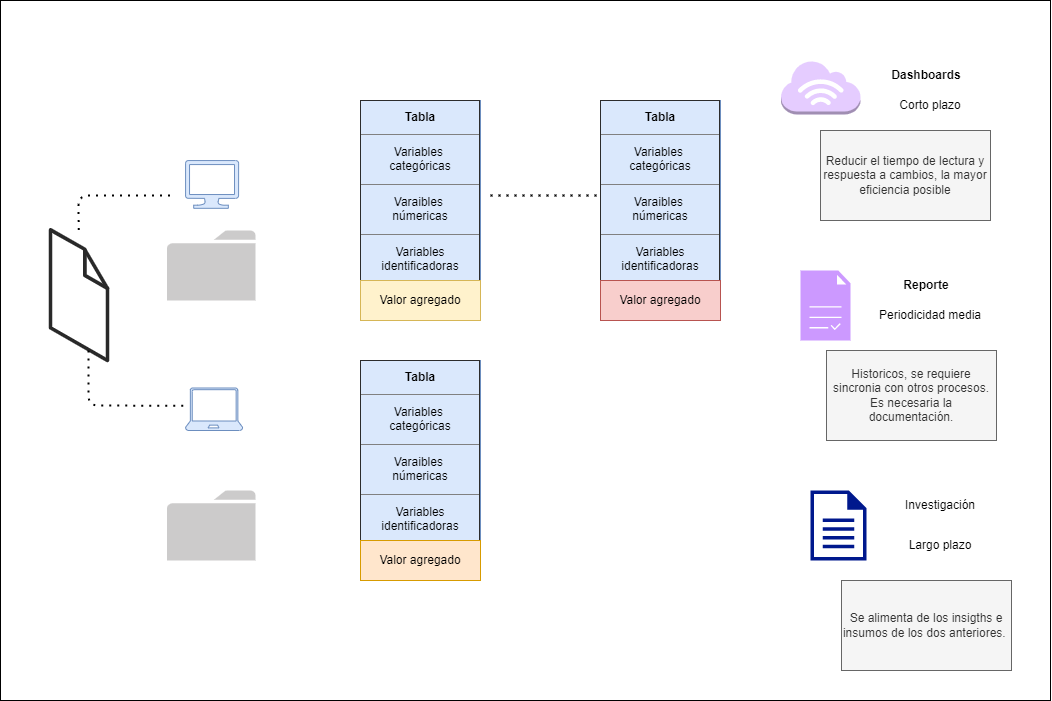 Tabla
Variables
categóricas
Varaibles
númericas
Variables
identificadoras
Valor agregado
Tabla
Variables
categóricas
Varaibles
númericas
Variables
identificadoras
Valor agregado
Tabla
Variables
categóricas
Varaibles
númericas
Variables
identificadoras
Valor agregado
Dashboards
Corto plazo
Reducir el tiempo de lectura y
respuesta a cambios, la mayor
eficiencia posible
Reporte
Periodicidad media
Historicos, se requiere
sincronia con otros procesos.
Es necesaria la
documentación.
Investigación
Largo plazo
Se alimenta de los insigths e
insumos de los dos anteriores.